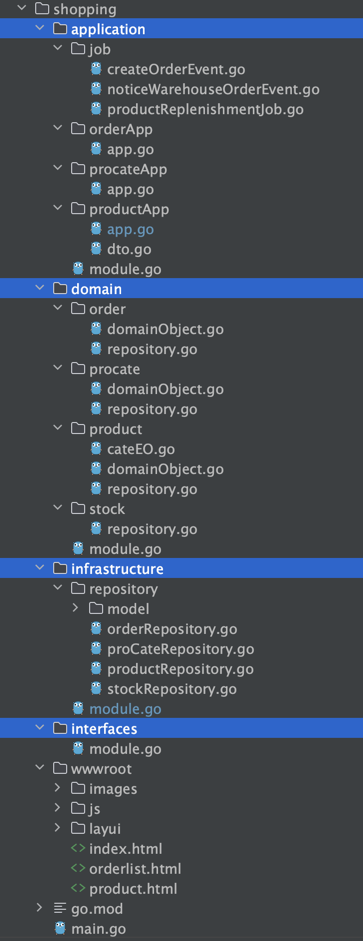 shopping
application
job
createOrderEvent.go
noticeWarehouseOrderEvent.go
productReplenishmentJob.go
orderApp
app.go
procateApp
app.go
productApp
app.go
dto.go
module.go
domain
order
domainObject.go
repository.go
procate
domainObject.go
repository.go
product
cateEO.go
domainObject.go
repository.go
stock
repository.go
module.go
infrastructure
repository
model
orderRepository.go
proCateRepository.go
productRepository.go
stockRepository.go
module.go
interfaces
module.go
wwwroot
images
js
layui
index.html
orderlist.html
product.html
go.mod
main.go